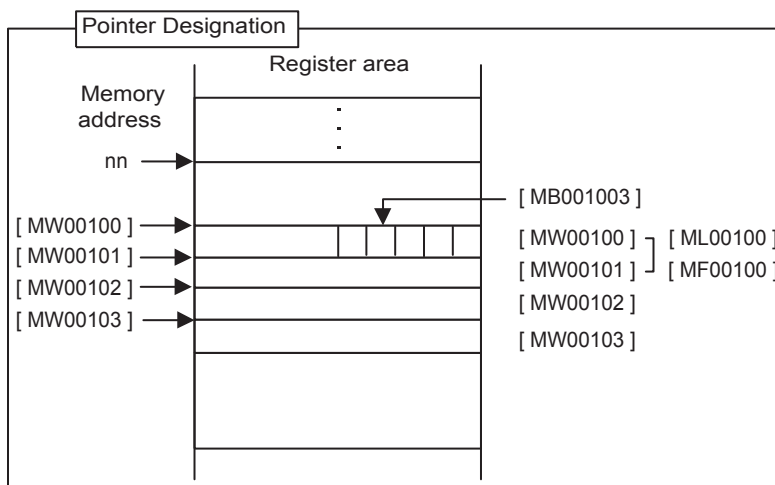 Pointer Designation
Register area
Memory
address
nn
[ MW00100 ]
[ MW00101 ]
[ MW00102 ]
[ MW00103 ]
[ MB001003 ]
[ MW00100 ] [ ML00100 ]
[ MW00101 ] [ MF00100 ]
[ MW00102 ]
[ MW00103 ]